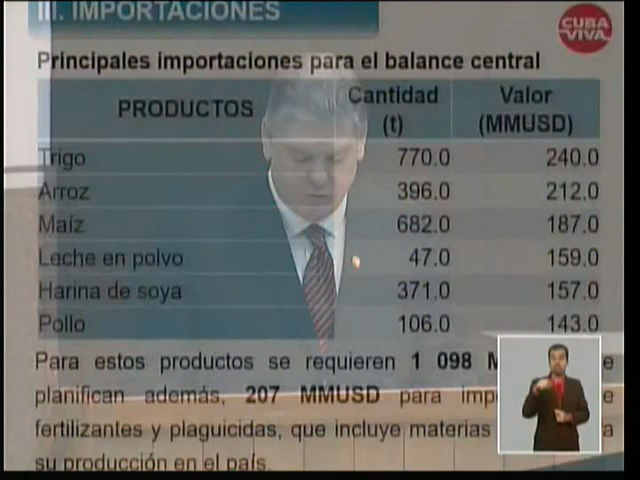 III. IMPORTACIONES
CUBA
VIVA
Principales importaciones para el balance central
PRODUCTOS Cantidad (t) Valor (MMUSD)
Trigo 770.0 240.0
Arroz 396.0 212.0
Maíz 682.0 187.0
Leche en polvo 47.0 159.0
Harina de soya 371.0 157.0
Pollo 106.0 143.0
Para estos productos se requieren 1 098
planifican además, 207 MMUSD para
fertilizantes y plaguicidas, que incluye materias
su producción en el país.